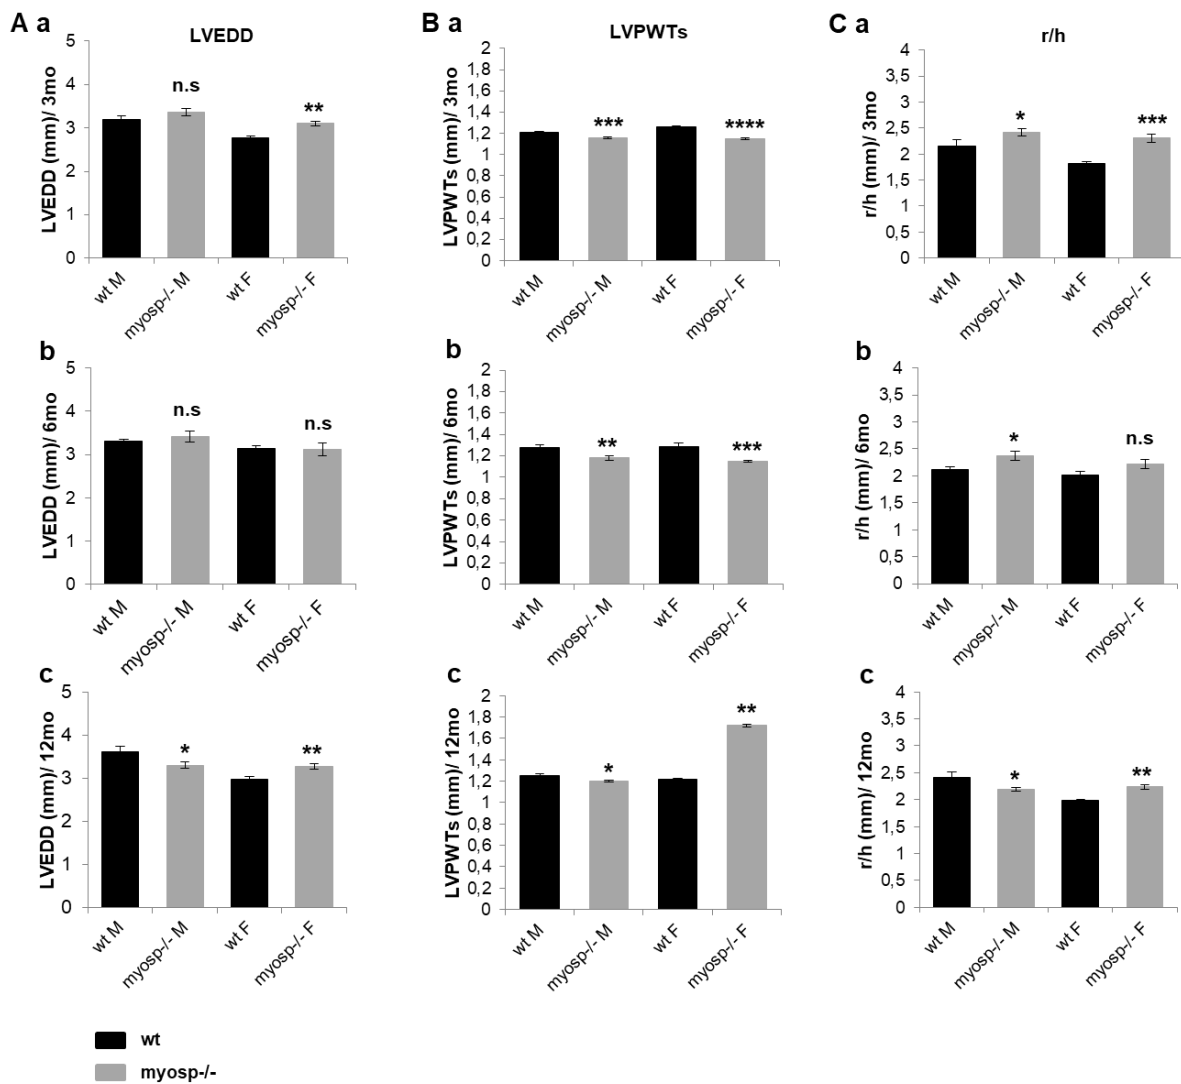 A a
LVEDD
LVEDD (mm)/ 3mo
5
4
3
2
1
0
n.s
**
wt M
myosp-/- M
wt F
myosp-/- F
B a
LVPWTs
LVPWTs (mm)/ 3mo
2
1,8
1,6
1,4
1,2
1
0,8
0,6
0,4
0,2
0
***
****
wt M
myosp-/- M
wt F
myosp-/- F
C a
r/h
r/h (mm)/ 3mo
4
3,5
3
2,5
2
1,5
1
0,5
0
*
***
wt M
myosp-/- M
wt F
myosp-/- F
b
LVEDD (mm)/ 6mo
5
4
3
2
1
0
n.s
n.s
wt M
myosp-/- M
wt F
myosp-/- F
b
LVPWTs (mm)/ 6mo
2
1,8
1,6
1,4
1,2
1
0,8
0,6
0,4
0,2
0
**
***
wt M
myosp-/- M
wt F
myosp-/- F
b
r/h (mm)/ 6mo
4
3,5
3
2,5
2
1,5
1
0,5
0
*
n.s
wt M
myosp-/- M
wt F
myosp-/- F
c
LVEDD (mm)/ 12mo
5
4
3
2
1
0
*
**
wt M
myosp-/- M
wt F
myosp-/- F
c
LVPWTs (mm)/ 12mo
2
1,8
1,6
1,4
1,2
1
0,8
0,6
0,4
0,2
0
*
**
wt M
myosp-/- M
wt F
myosp-/- F
c
r/h (mm)/ 12mo
4
3,5
3
2,5
2
1,5
1
0,5
0
*
**
wt M
myosp-/- M
wt F
myosp-/- F
wt
myosp-/-